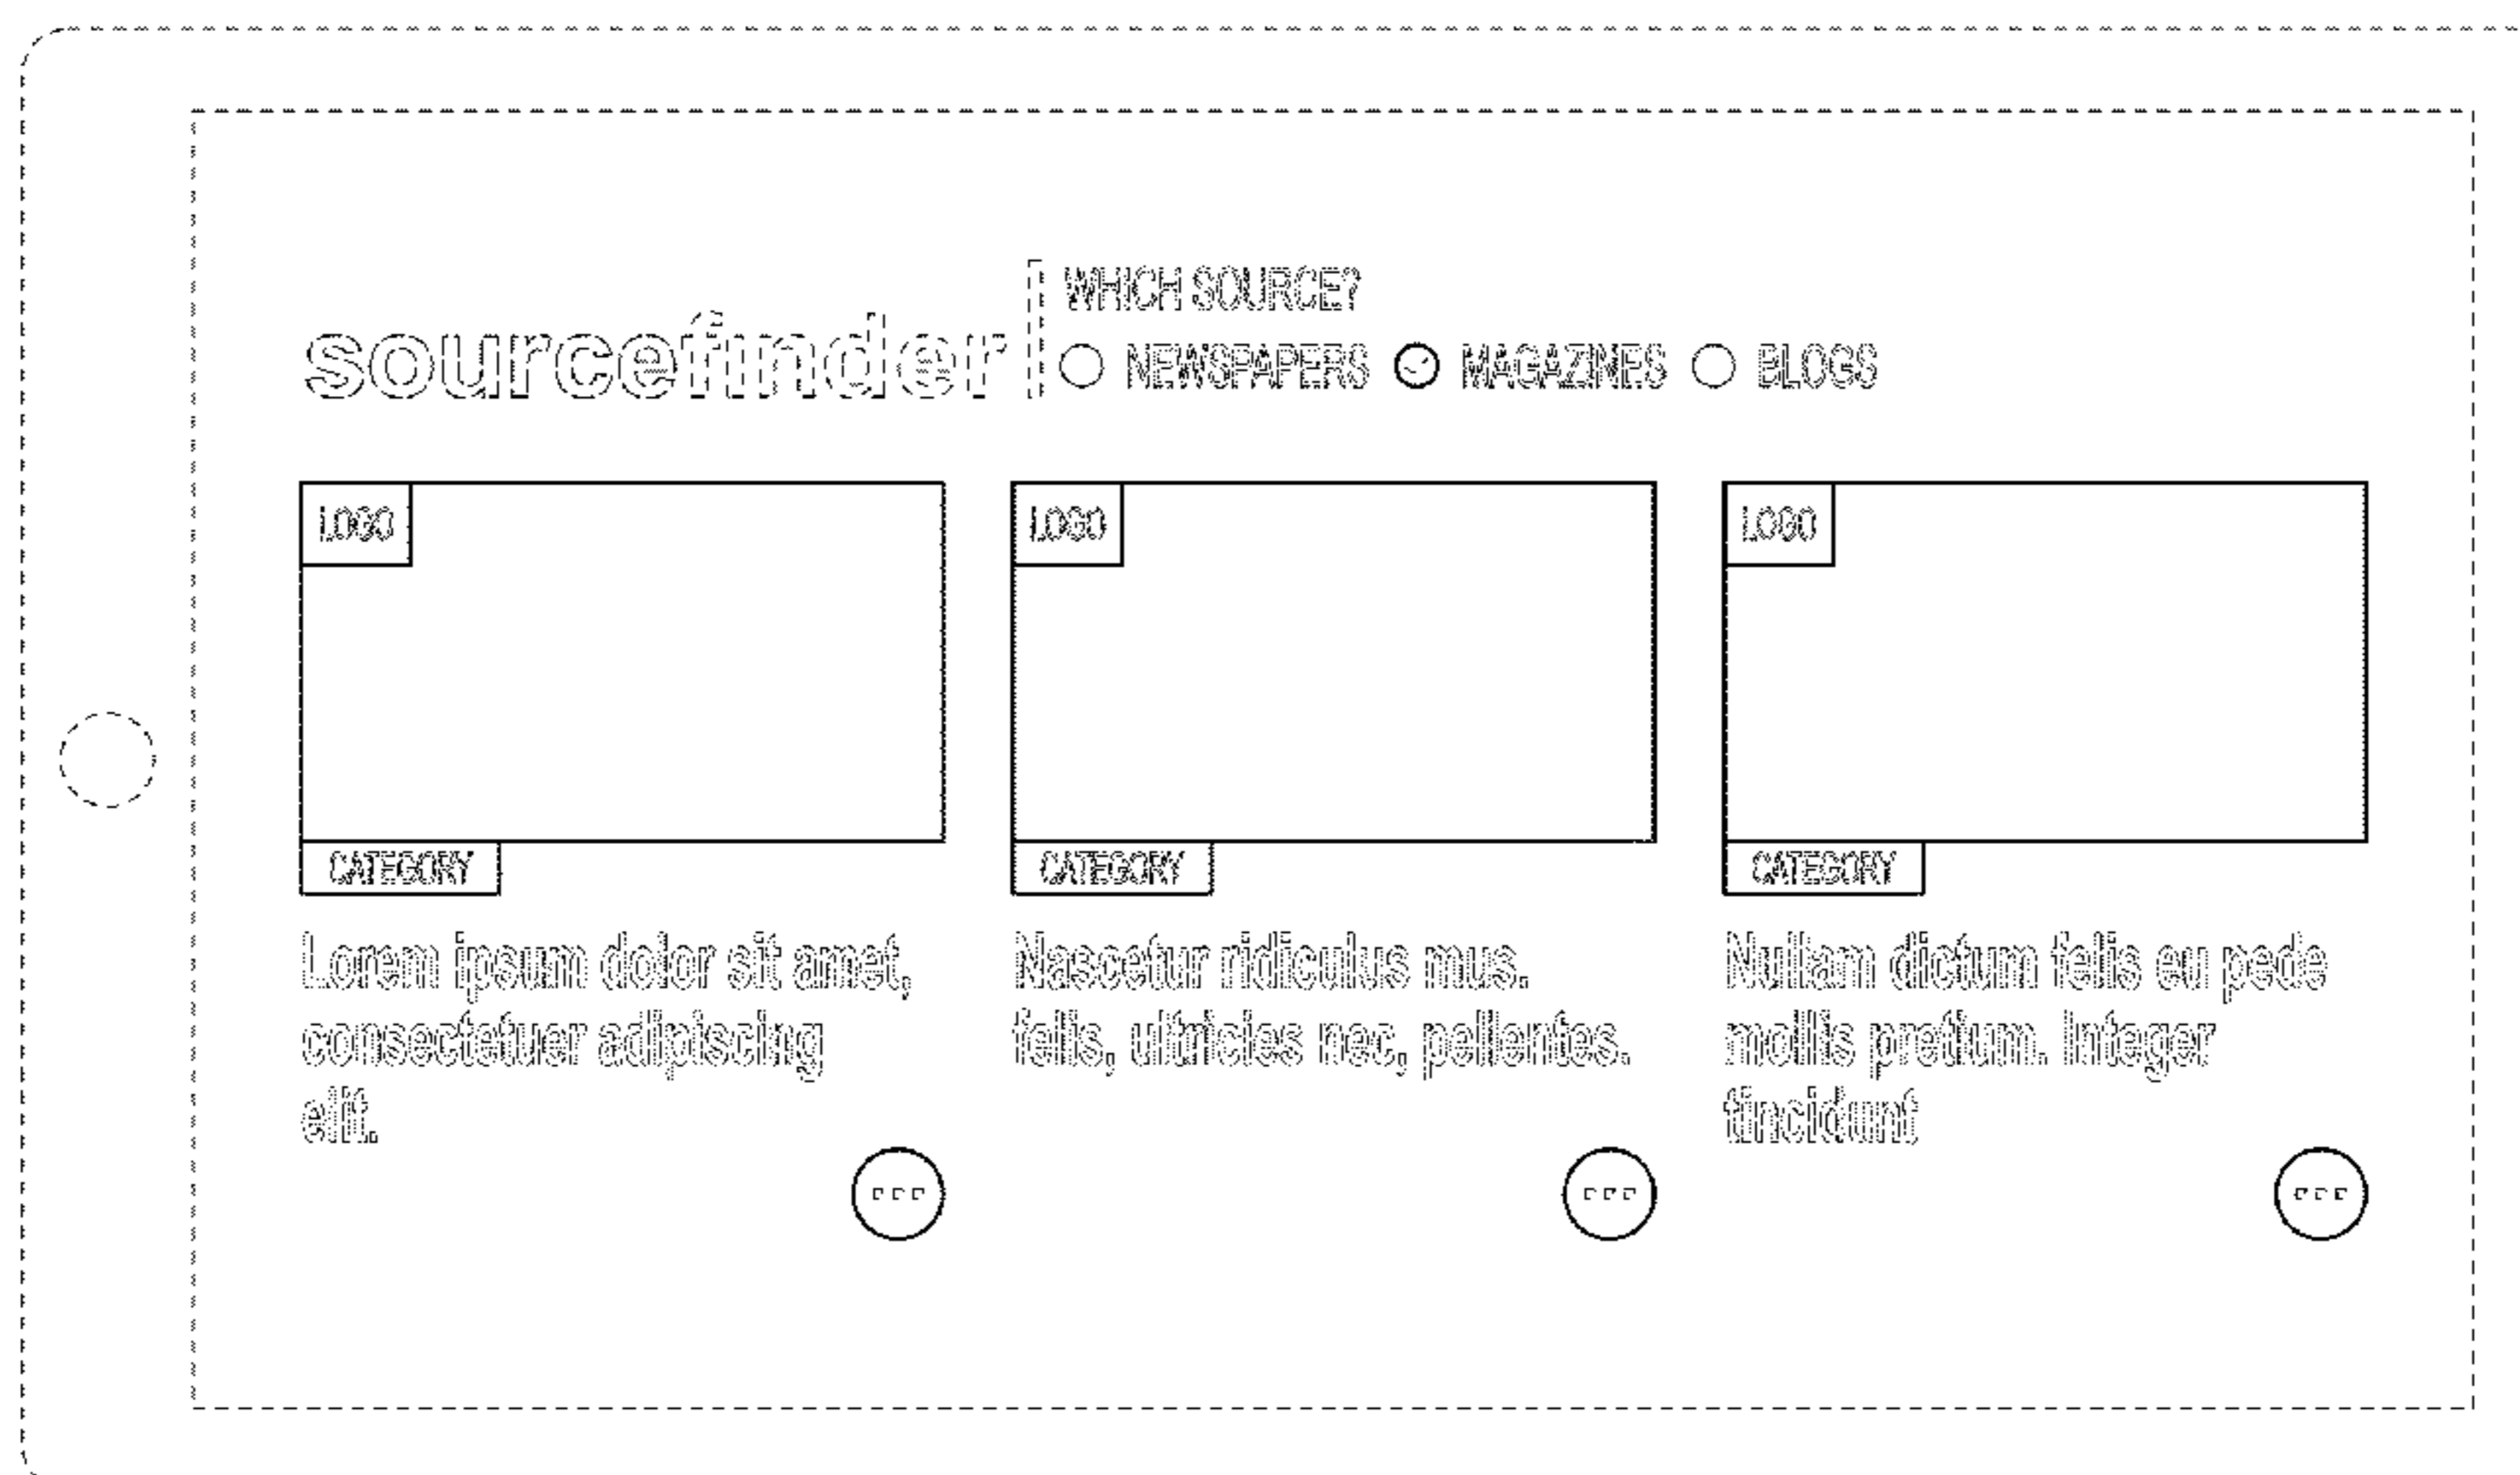 sourcefinder
WHICH SOURCE?
NEWSPAPERS MAGAZINES BLOGS
LOGO
CATEGORY
Lorem ipsum dolor sit amet,
consectetuer adipiscing
elit.
LOGO
CATEGORY
Nascetur ridiculus mus.
felis, ultricies nec, pellentes.
LOGO
CATEGORY
Nullam dictum felis eu pede
mollis pretium. Integer
tincidunt